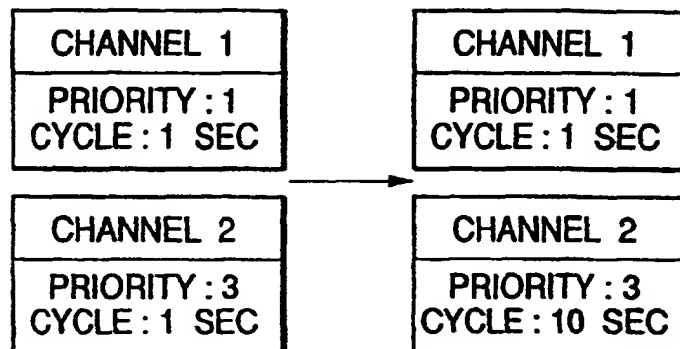 CHANNEL 1
PRIORITY : 1
CYCLE : 1 SEC
CHANNEL 2
PRIORITY : 3
CYCLE : 1 SEC
CHANNEL 1
PRIORITY : 1
CYCLE : 1 SEC
CHANNEL 2
PRIORITY : 3
CYCLE : 10 SEC